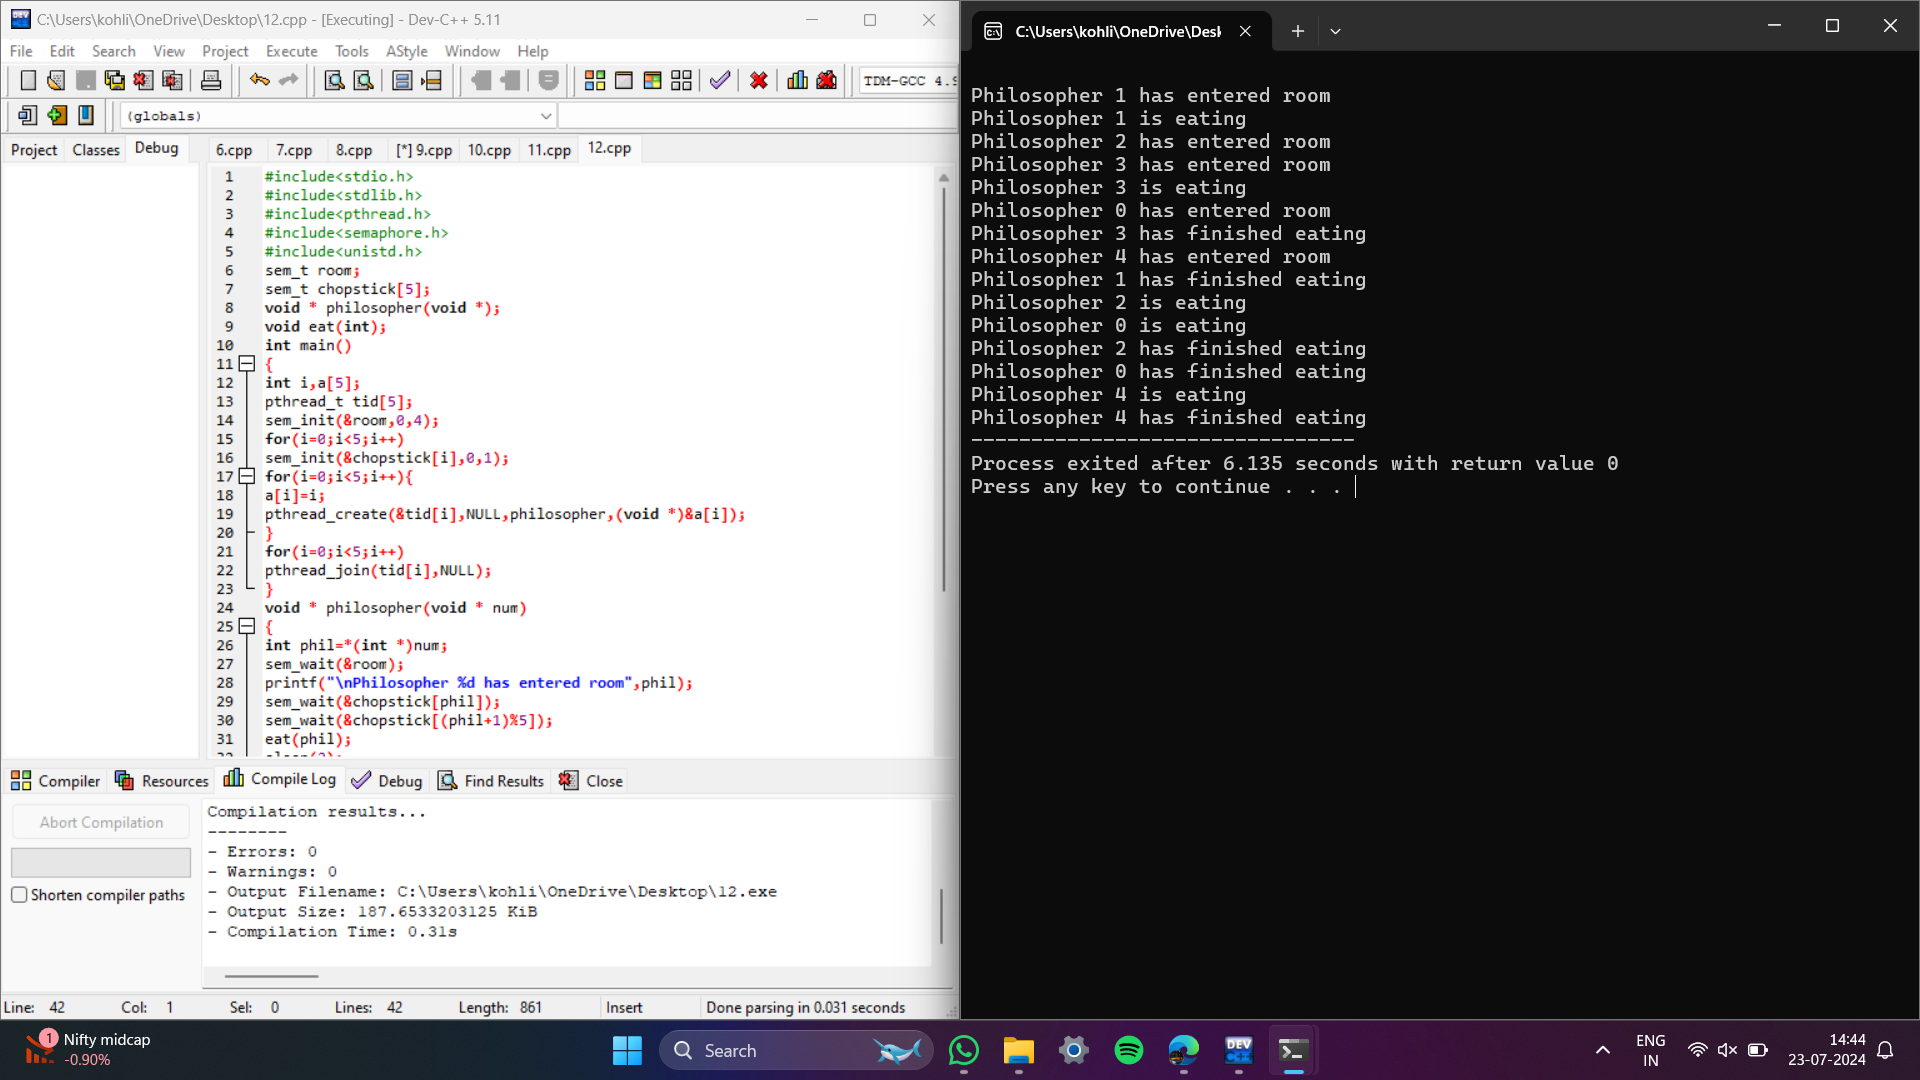 C:\Users\kohli\OneDrive\Desktop\12.cpp - [Executing] - Dev-C++ 5.11
File Edit Search View Project Execute Tools AStyle Window Help
TDM-GCC 4.9
(globals)
Project Classes Debug
6.cpp 7.cpp 8.cpp [*] 9.cpp 10.cpp 11.cpp 12.cpp
1 #include<stdio.h>
2 #include<stdlib.h>
3 #include<pthread.h>
4 #include<semaphore.h>
5 #include<unistd.h>
6 sem_t room;
7 sem_t chopstick[5];
8 void * philosopher(void *);
9 void eat(int);
10 int main()
11 {
12 int i,a[5];
13 pthread_t tid[5];
14 sem_init(&room,0,4);
15 for(i=0;i<5;i++)
16 sem_init(&chopstick[i],0,1);
17 for(i=0;i<5;i++){
18 a[i]=i;
19 pthread_create(&tid[i],NULL,philosopher,(void *)&a[i]);
20 }
21 for(i=0;i<5;i++)
22 pthread_join(tid[i],NULL);
23 }
24 void * philosopher(void * num)
25 {
26 int phil=*(int *)num;
27 sem_wait(&room);
28 printf("\nPhilosopher %d has entered room",phil);
29 sem_wait(&chopstick[phil]);
30 sem_wait(&chopstick[(phil+1)%5]);
31 eat(phil);
Compiler Resources Compile Log Debug Find Results Close
Abort Compilation
Shorten compiler paths
Compilation results...
--------
- Errors: 0
- Warnings: 0
- Output Filename: C:\Users\kohli\OneDrive\Desktop\12.exe
- Output Size: 187.6533203125 KiB
- Compilation Time: 0.31s
Line: 42 Col: 1 Sel: 0 Lines: 42 Length: 861 Insert Done parsing in 0.031 seconds
C:\Users\kohli\OneDrive\Desk
Philosopher 1 has entered room
Philosopher 1 is eating
Philosopher 2 has entered room
Philosopher 3 has entered room
Philosopher 3 is eating
Philosopher 0 has entered room
Philosopher 3 has finished eating
Philosopher 4 has entered room
Philosopher 1 has finished eating
Philosopher 2 is eating
Philosopher 0 is eating
Philosopher 2 has finished eating
Philosopher 0 has finished eating
Philosopher 4 is eating
Philosopher 4 has finished eating
--------------------------------
Process exited after 6.135 seconds with return value 0
Press any key to continue . . .
1
Nifty midcap
-0.90%
Search
DEV C++
ENG
IN
14:44
23-07-2024